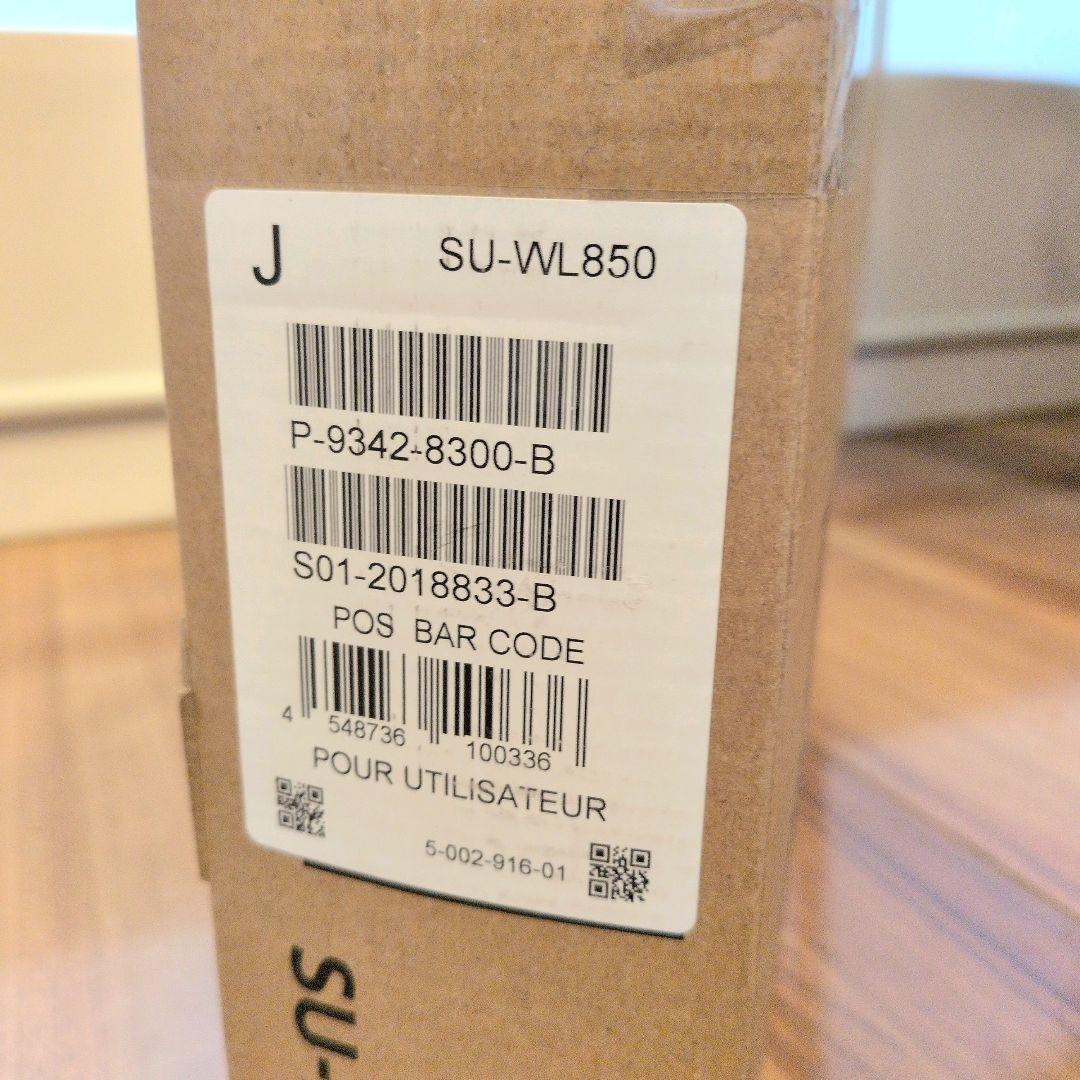 J
SU-WL850
P-9342-8300-B
S01-2018833-B
POS BAR CODE
4 548736 100336
POUR UTILISATEUR
5-002-916-01
SU-